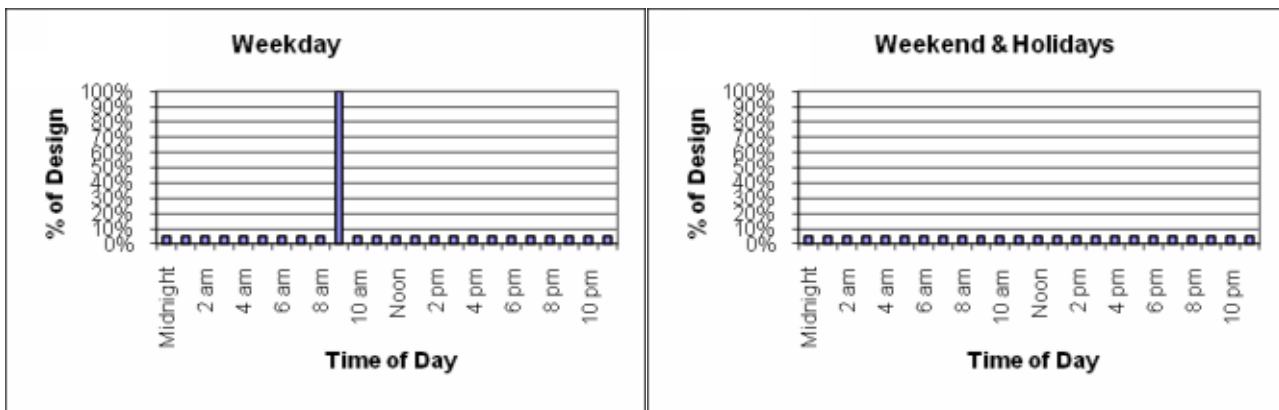 Weekday
100%
90%
80%
70%
60%
50%
40%
30%
20%
10%
0%
% of Design
Midnight
2 am
4 am
6 am
8 am
10 am
Noon
2 pm
4 pm
6 pm
8 pm
10 pm
Time of Day
Weekend & Holidays
100%
90%
80%
70%
60%
50%
40%
30%
20%
10%
0%
% of Design
Midnight
2 am
4 am
6 am
8 am
10 am
Noon
2 pm
4 pm
6 pm
8 pm
10 pm
Time of Day